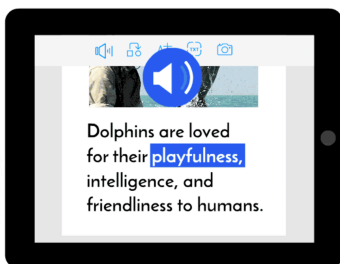 Dolphins are loved
for their playfulness,
intelligence, and
friendliness to humans.